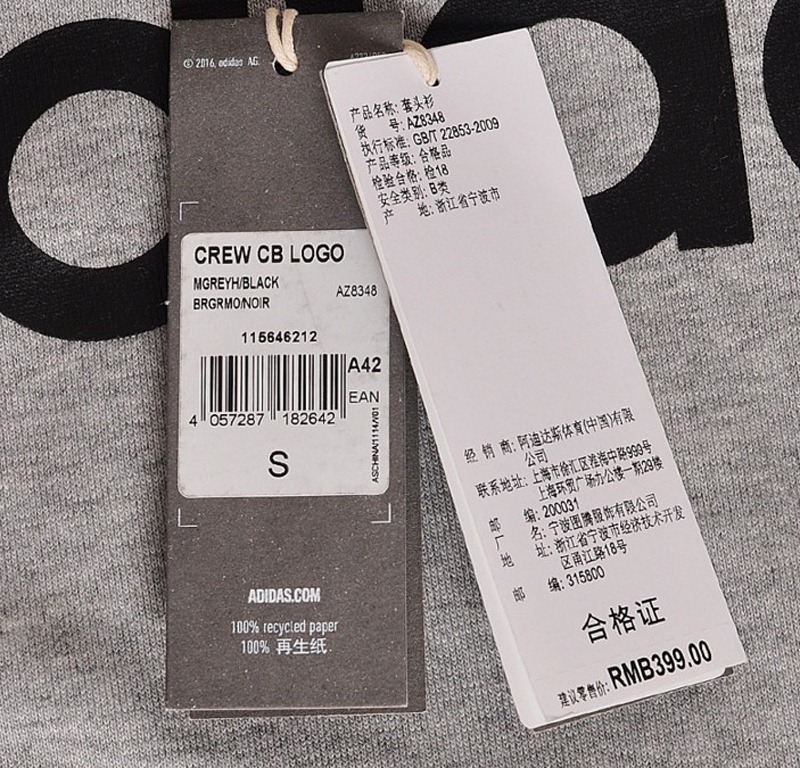 © 2016, adidas AG.
CREW CB LOGO
MGREYH/BLACK
BRGRMO/NOIR
AZ8348
115646212
A42
EAN
4 057287 182642
ASCHINA/1114V01
S
ADIDAS.COM
100% recycled paper
100% 再生纸
产品名称: 套头衫
货 号: AZ8348
执行标准: GB/T 22853-2009
产品等级: 合格品
检验合格: 检18
安全类别: B类
产 地: 浙江省宁波市
经 销 商: 阿迪达斯体育(中国)有限
公司
联系地址: 上海市徐汇区淮海中路999号
上海环贸广场办公楼一期29楼
邮 编: 200031
厂 名: 宁波图腾服饰有限公司
地 址: 浙江省宁波市经济技术开发
区甬江路18号
邮 编: 315800
合格证
建议零售价: RMB399.00